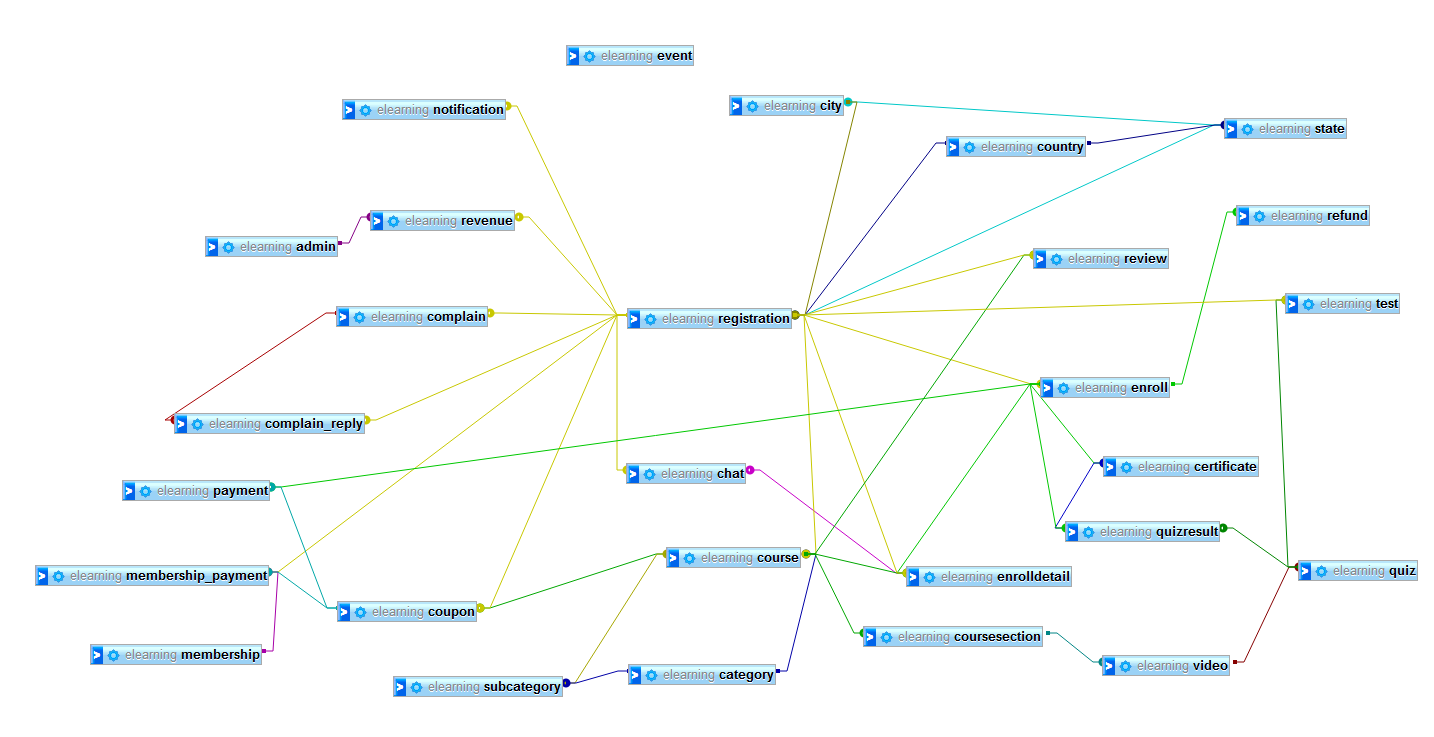 elearning event
elearning notification
elearning city
elearning state
elearning country
elearning revenue
elearning refund
elearning admin
elearning review
elearning test
elearning complain
elearning registration
elearning enroll
elearning complain_reply
elearning chat
elearning certificate
elearning payment
elearning quizresult
elearning course
elearning quiz
elearning membership_payment
elearning enrolldetail
elearning coupon
elearning coursesection
elearning membership
elearning video
elearning category
elearning subcategory